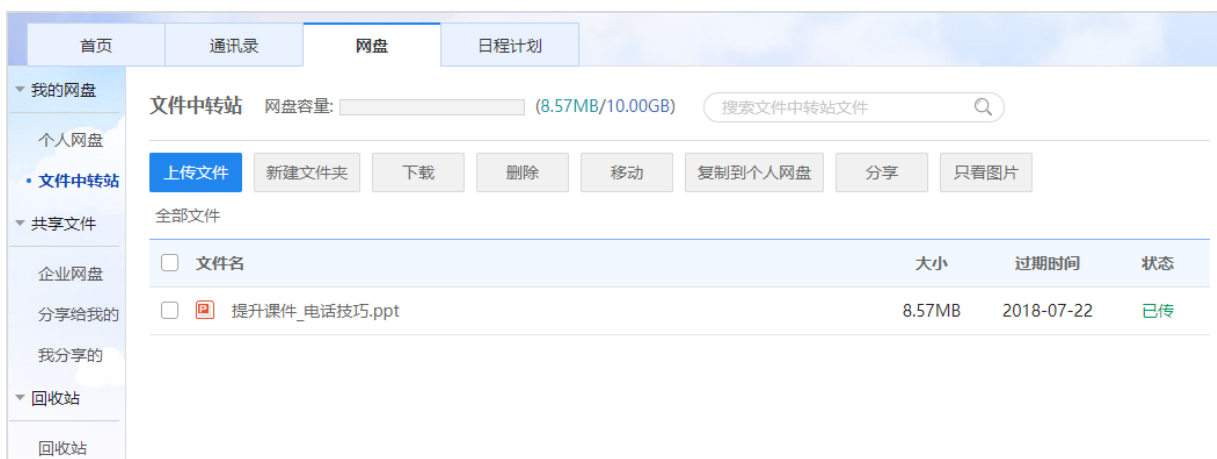 首页 通讯录 网盘 日程计划
我的网盘
个人网盘
文件中转站
共享文件
企业网盘
分享给我的
我分享的
回收站
回收站
文件中转站 网盘容量: (8.57MB/10.00GB) 搜索文件中转站文件
上传文件 新建文件夹 下载 删除 移动 复制到个人网盘 分享 只看图片
全部文件
文件名 大小 过期时间 状态
提升课件_电话技巧.ppt 8.57MB 2018-07-22 已传